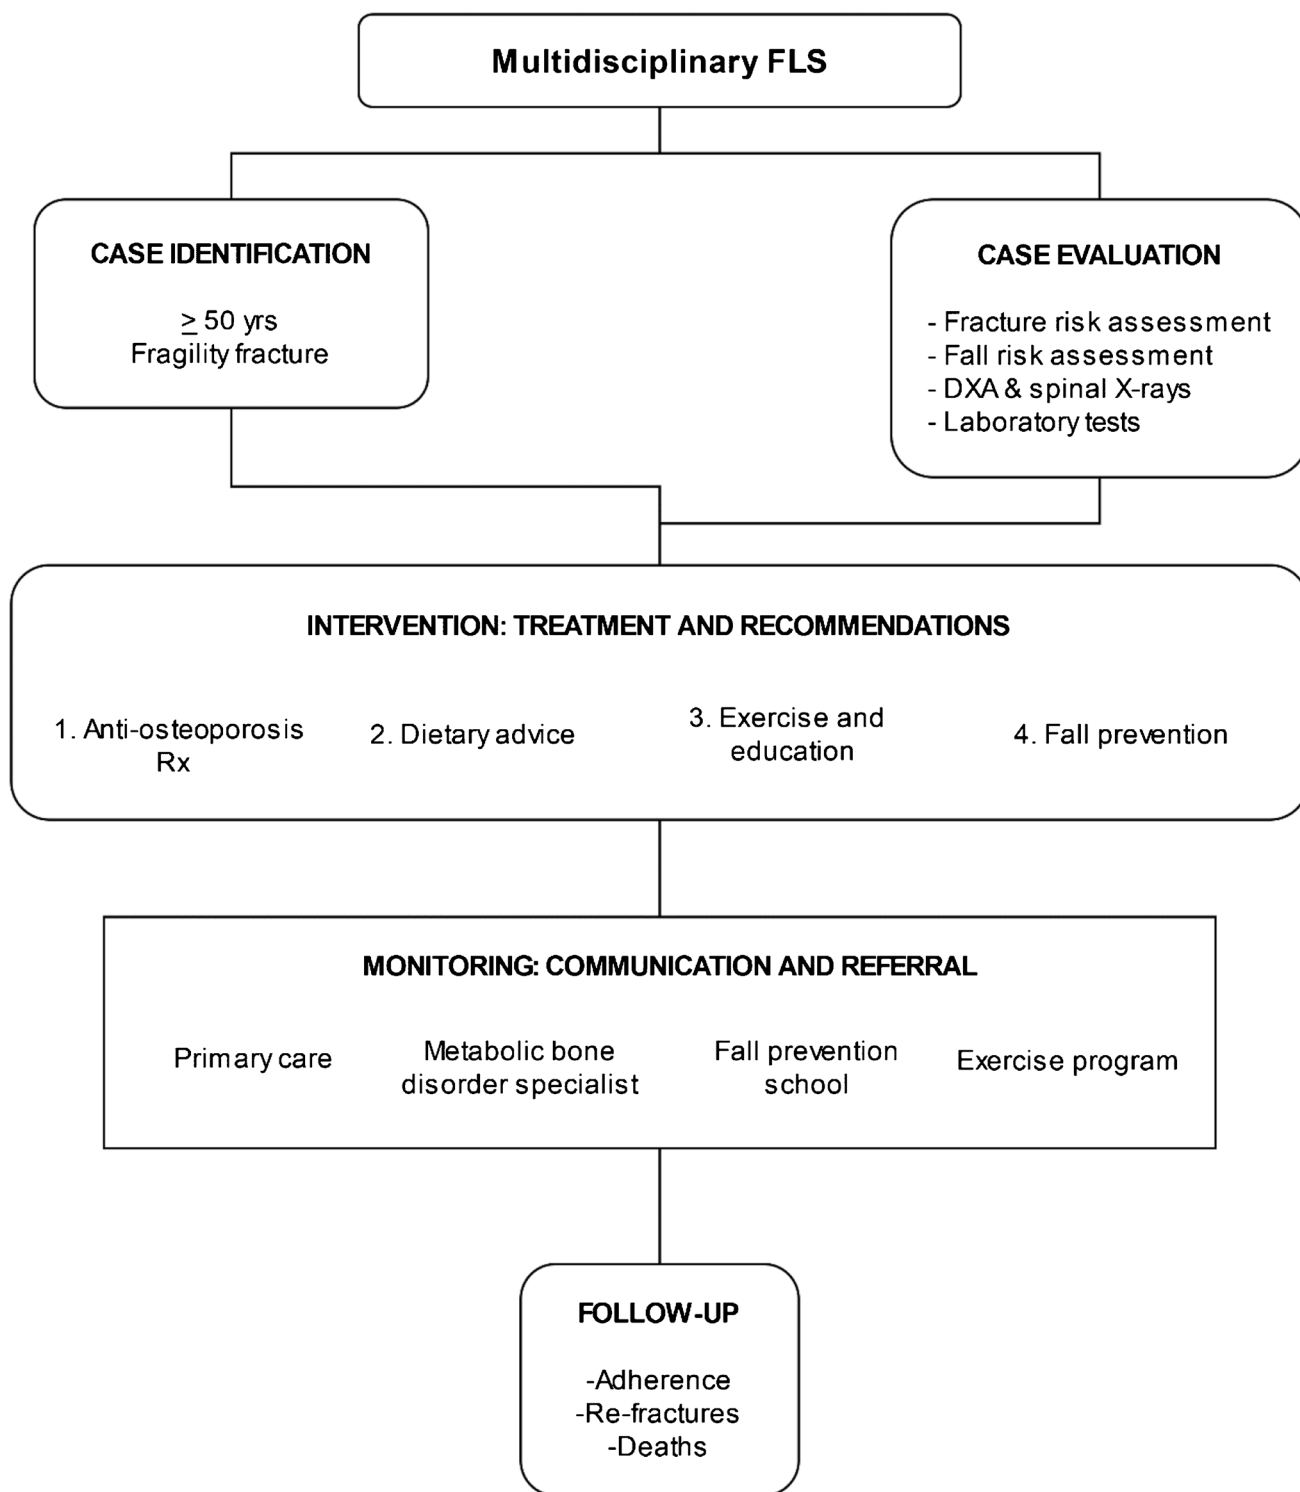 Multidisciplinary FLS
CASE IDENTIFICATION
≥ 50 yrs
Fragility fracture
CASE EVALUATION
- Fracture risk assessment
- Fall risk assessment
- DXA & spinal X-rays
- Laboratory tests
INTERVENTION: TREATMENT AND RECOMMENDATIONS
1. Anti-osteoporosis
Rx
2. Dietary advice
3. Exercise and
education
4. Fall prevention
MONITORING: COMMUNICATION AND REFERRAL
Primary care
Metabolic bone
disorder specialist
Fall prevention
school
Exercise program
FOLLOW-UP
-Adherence
-Re-fractures
-Deaths